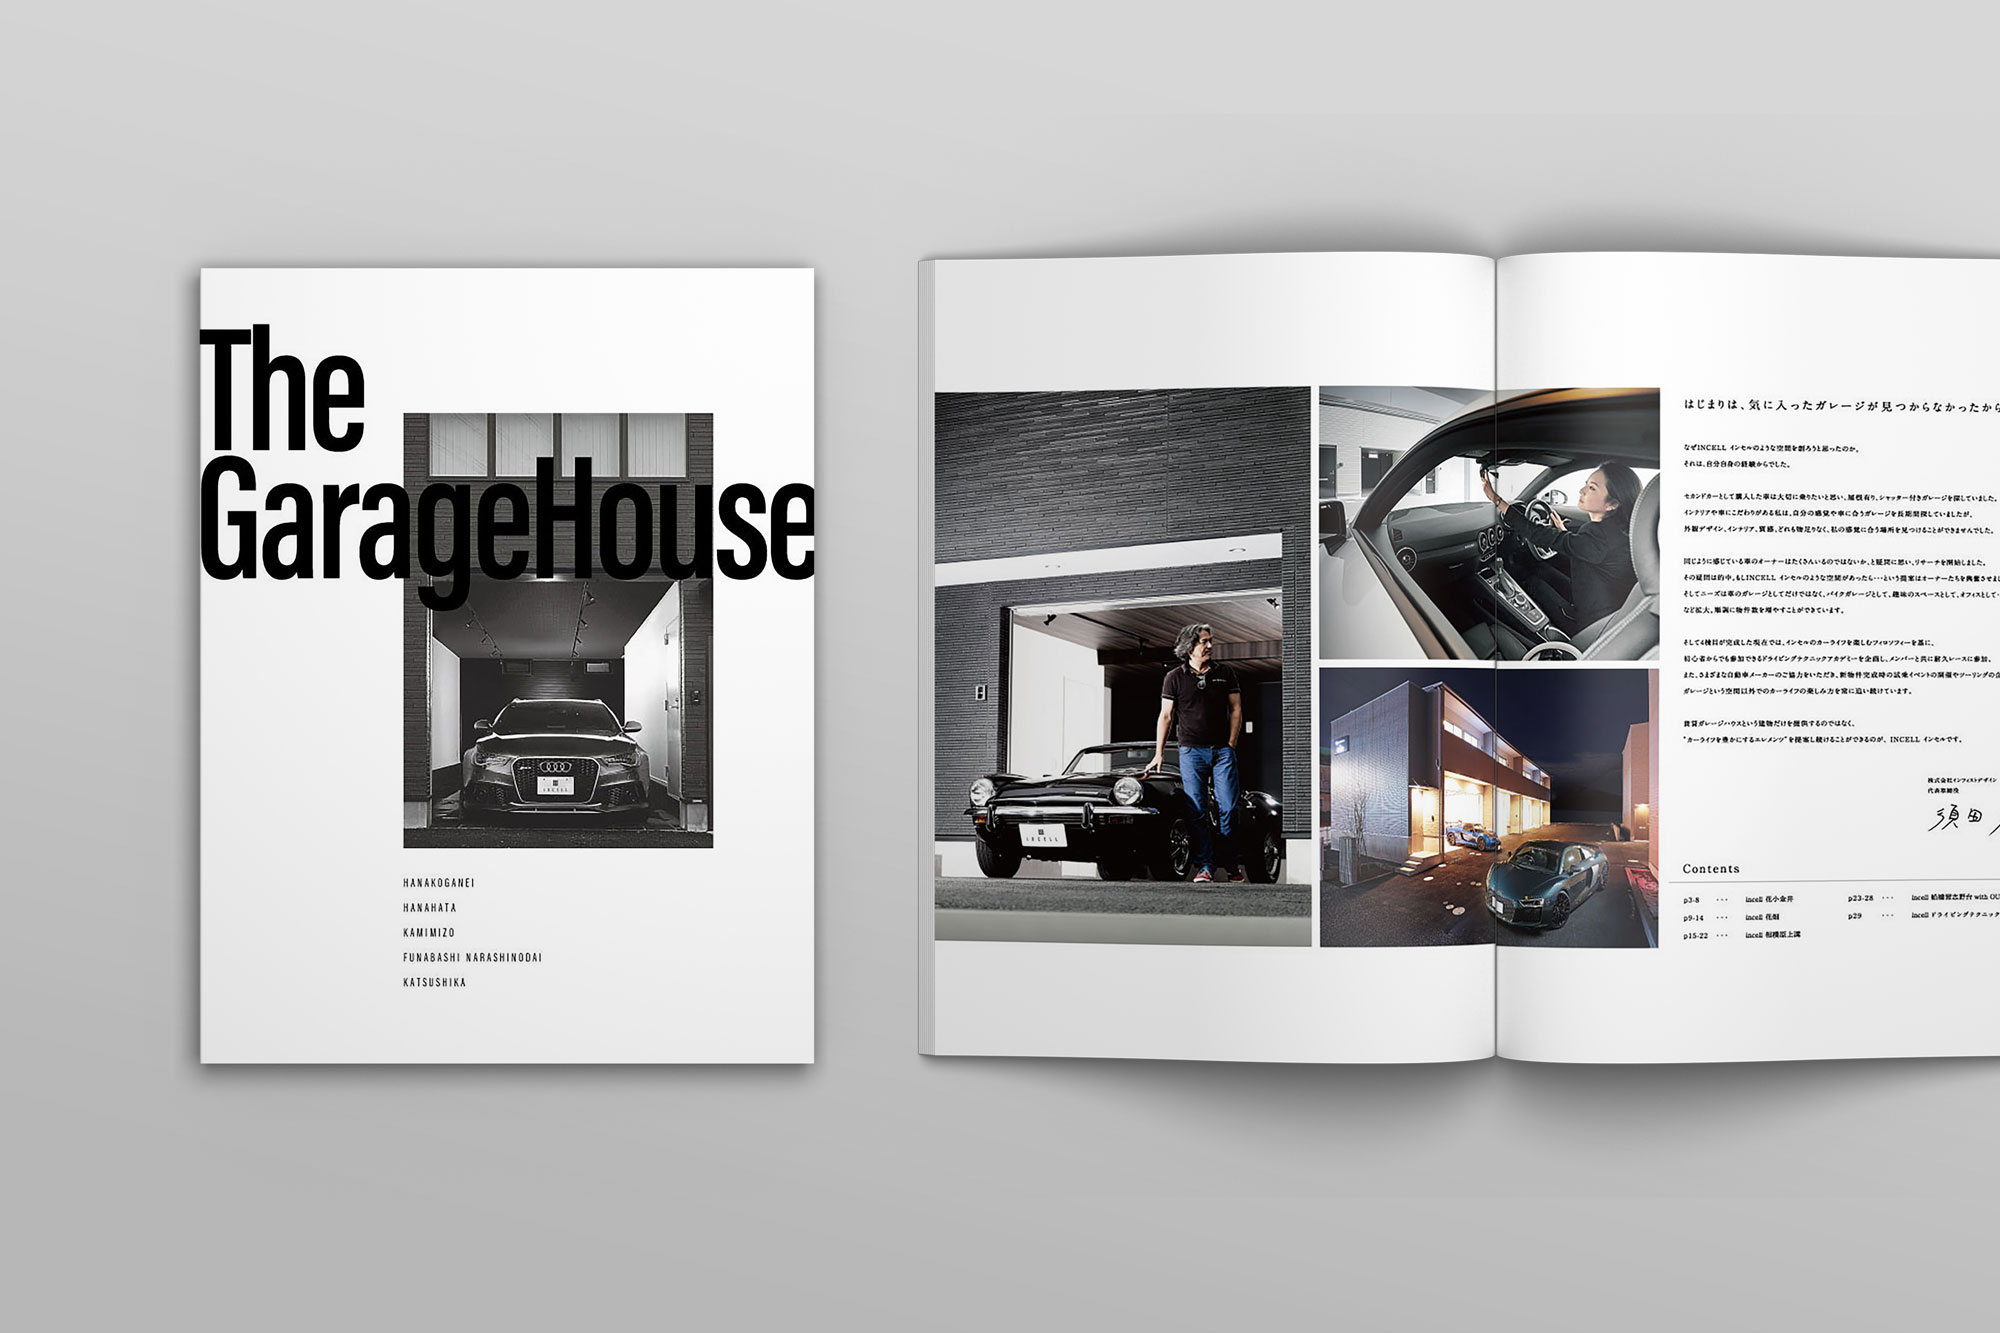 The
GarageHouse
INCELL
HANAKOGANEI
HANAHATA
KAMIMIZO
FUNABASHI NARASHINODAI
KATSUSHIKA
INCELL
はじまりは、気に入ったガレージが見つからなかったから
なぜINCELL インセルのような空間を創ろうと思ったのか。
それは、自分自身の経験からでした。
セカンドカーとして購入した車は大切に乗りたいと思い、屋根有り、シャッター付きガレージを探していました。
インテリアや車にこだわりがある私は、自分の感覚や車に合うガレージを長期間探していましたが、
外観デザイン、インテリア、質感、どれも物足りなく、私の感覚に合う場所を見つけることができませんでした。
同じように感じている車のオーナーはたくさんいるのではないか、と疑問に思い、リサーチを開始しました。
その疑問は的中。もしINCELL インセルのような空間があったら・・・という提案はオーナーたちを興奮させまし
そしてニーズは車のガレージとしてだけではなく、バイクガレージとして、趣味のスペースとして、オフィスとして・
など拡大。順調に物件数を増やすことができています。
そして4棟目が完成した現在では、インセルのカーライフを楽しむフィロソフィーを基に、
初心者からでも参加できるドライビングテクニックアカデミーを企画し、メンバーと共に耐久レースに参加。
また、さまざまな自動車メーカーのご協力をいただき、新物件完成時の試乗イベントの開催やツーリングの企
ガレージという空間以外でのカーライフの楽しみ方を常に追い続けています。
賃貸ガレージハウスという建物だけを提供するのではなく、
"カーライフを豊かにするエレメンツ"を提案し続けることができるのが、INCELL インセルです。
株式会社インフィストデザイン
代表取締役
須田
Contents
p3-8 ・・・ incell 花小金井
p9-14 ・・・ incell 花畑
p15-22 ・・・ incell 相模原上溝
p23-28 ・・・ incell 船橋習志野台 with OU
p29 ・・・ incell ドライビングテクニック